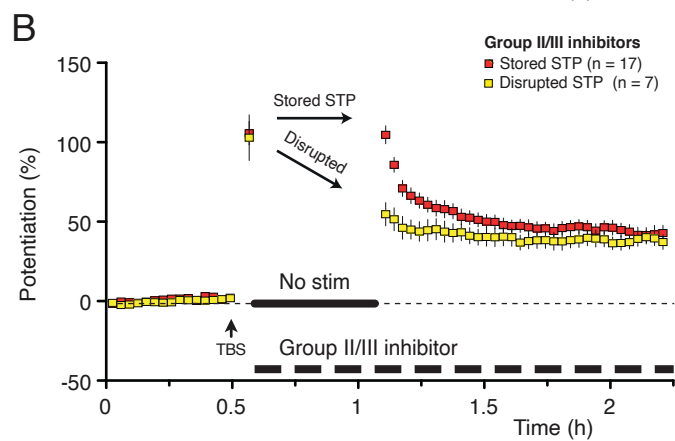 B
Group II/III inhibitors
Stored STP (n = 17)
Disrupted STP (n = 7)
150
100
50
0
-50
Potentiation (%)
Stored STP
Disrupted
No stim
TBS
Group II/III inhibitor
0
0.5
1
1.5
2
Time (h)